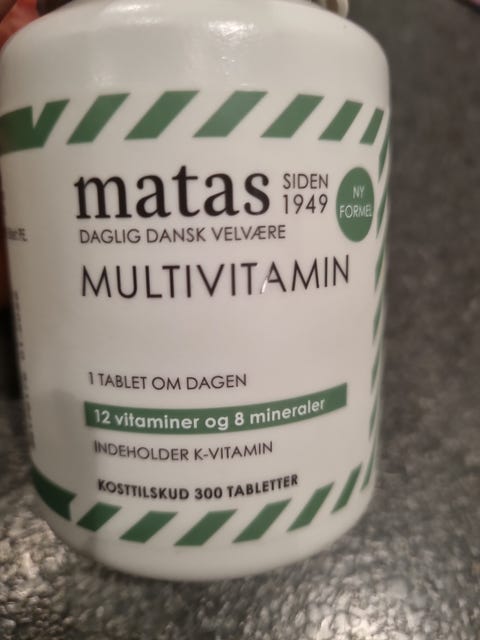 matas
SIDEN
1949
NY
FORMEL
DAGLIG DANSK VELVÆRE
MULTIVITAMIN
1 TABLET OM DAGEN
12 vitaminer og 8 mineraler
INDEHOLDER K-VITAMIN
KOSTTILSKUD 300 TABLETTER